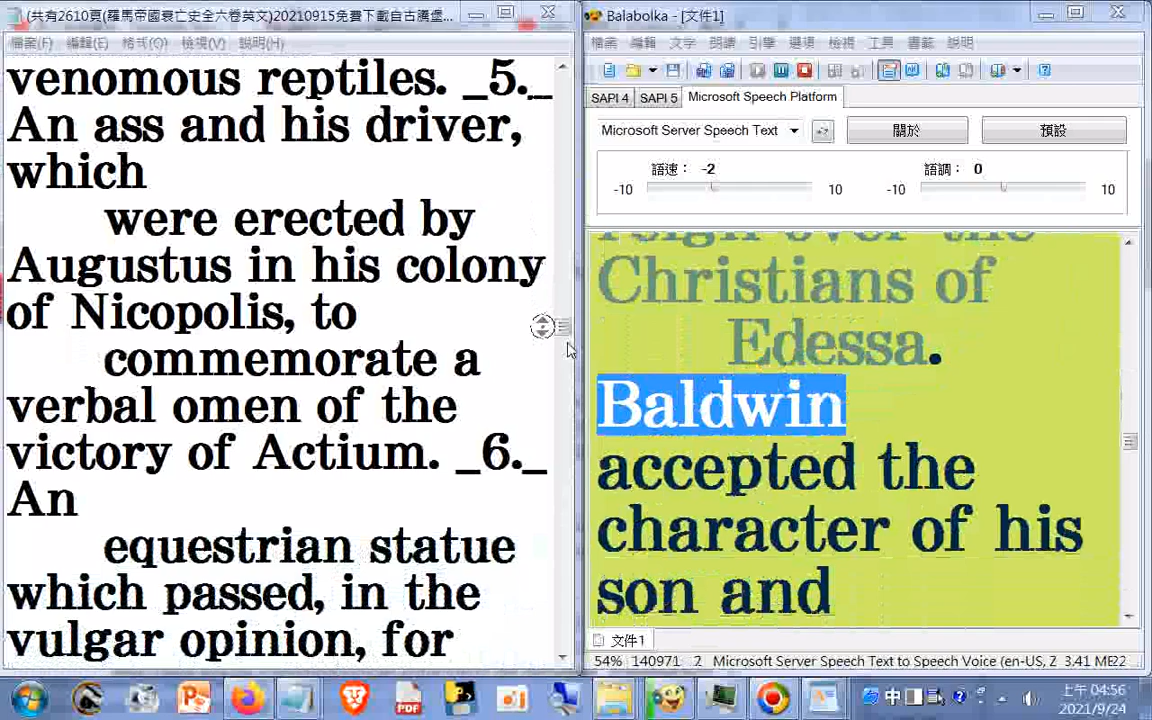 (共有2610頁(羅馬帝國衰亡史全六卷英文)20210915免費下載自古騰堡...
檔案(F) 編輯(E) 格式(O) 檢視(V) 說明(H)
venomous reptiles. _5._
An ass and his driver,
which
were erected by
Augustus in his colony
of Nicopolis, to
commemorate a
verbal omen of the
victory of Actium. _6._
An
equestrian statue
which passed, in the
vulgar opinion, for
Balabolka - [文件1]
檔案 編輯 文字 朗讀 引擎 選項 檢視 工具 書籤 說明
SAPI 4 SAPI 5 Microsoft Speech Platform
Microsoft Server Speech Text
關於
預設
語速： -2
語調： 0
-10 10 -10 10
reign over the
Christians of
Edessa.
Baldwin
accepted the
character of his
son and
文件1
54% 140971 2 Microsoft Server Speech Text to Speech Voice (en-US, Z 3.41 ME22
中
上午 04:56
2021/9/24